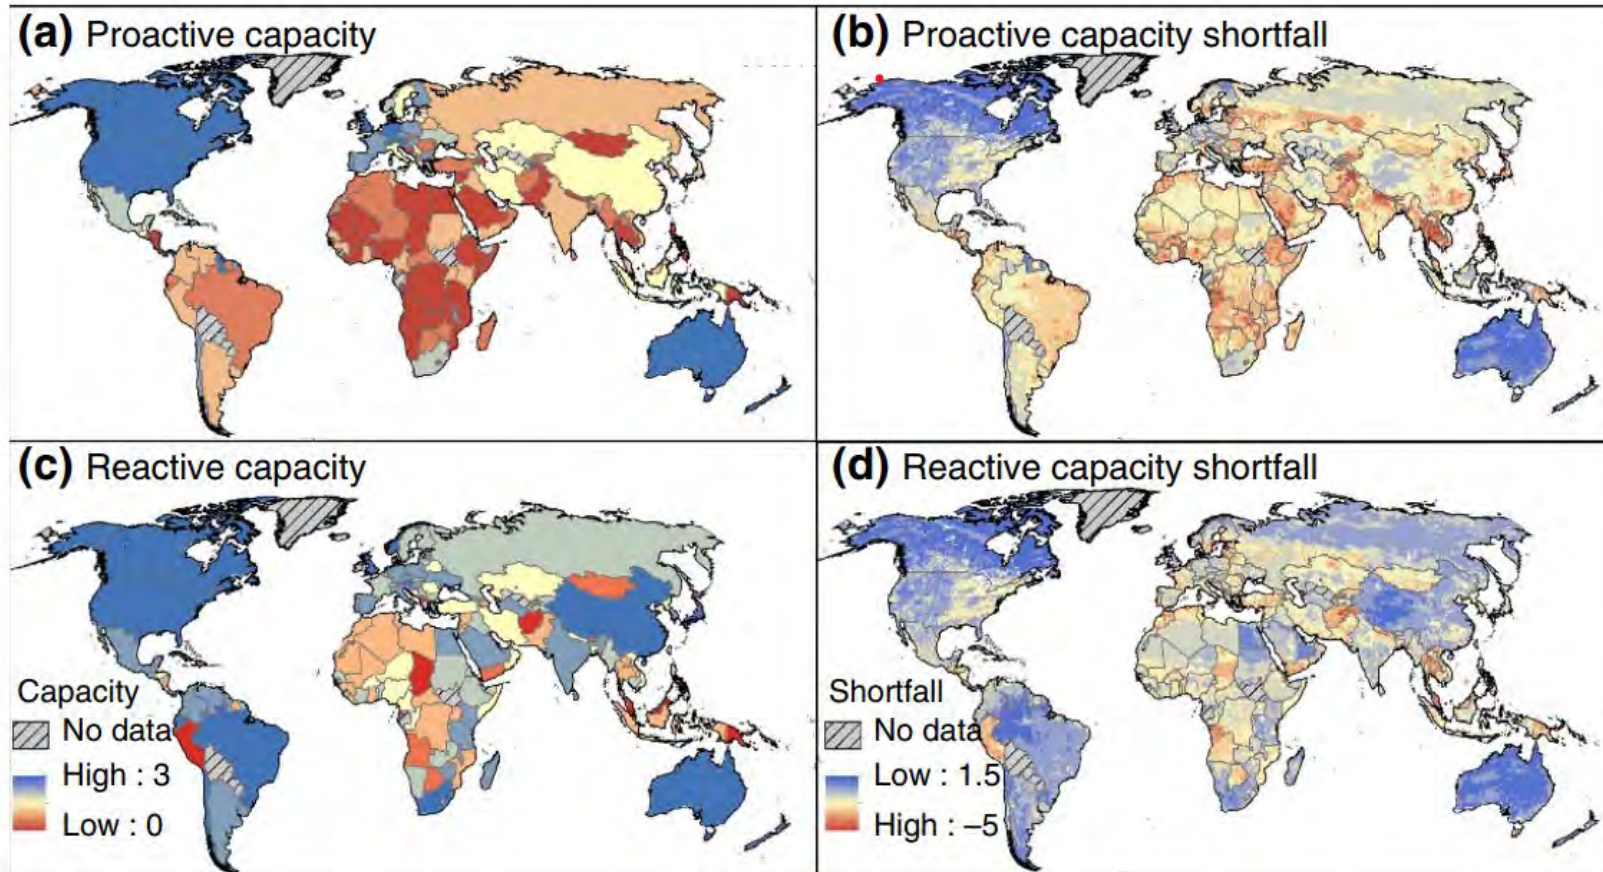 (a) Proactive capacity
(b) Proactive capacity shortfall
(c) Reactive capacity
(d) Reactive capacity shortfall
Capacity
No data
High : 3
Low : 0
Shortfall
No data
Low : 1.5
High : –5